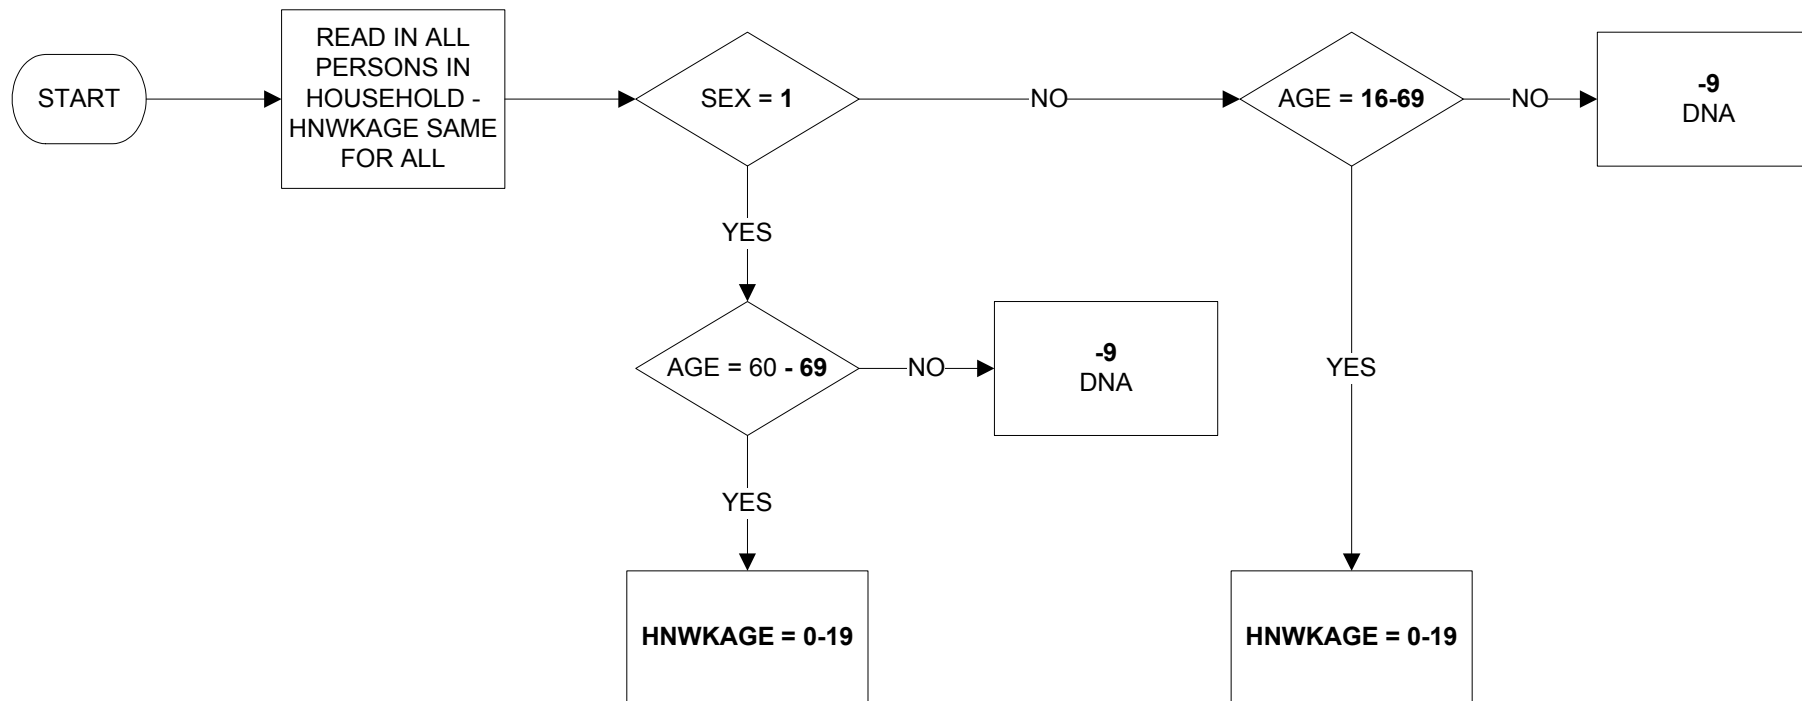 START
READ IN ALL
PERSONS IN
HOUSEHOLD -
HNWKAGE SAME
FOR ALL
SEX = 1
NO
AGE = 16-69
NO
-9
DNA
YES
AGE = 60 - 69
NO
-9
DNA
YES
YES
HNWKAGE = 0-19
HNWKAGE = 0-19